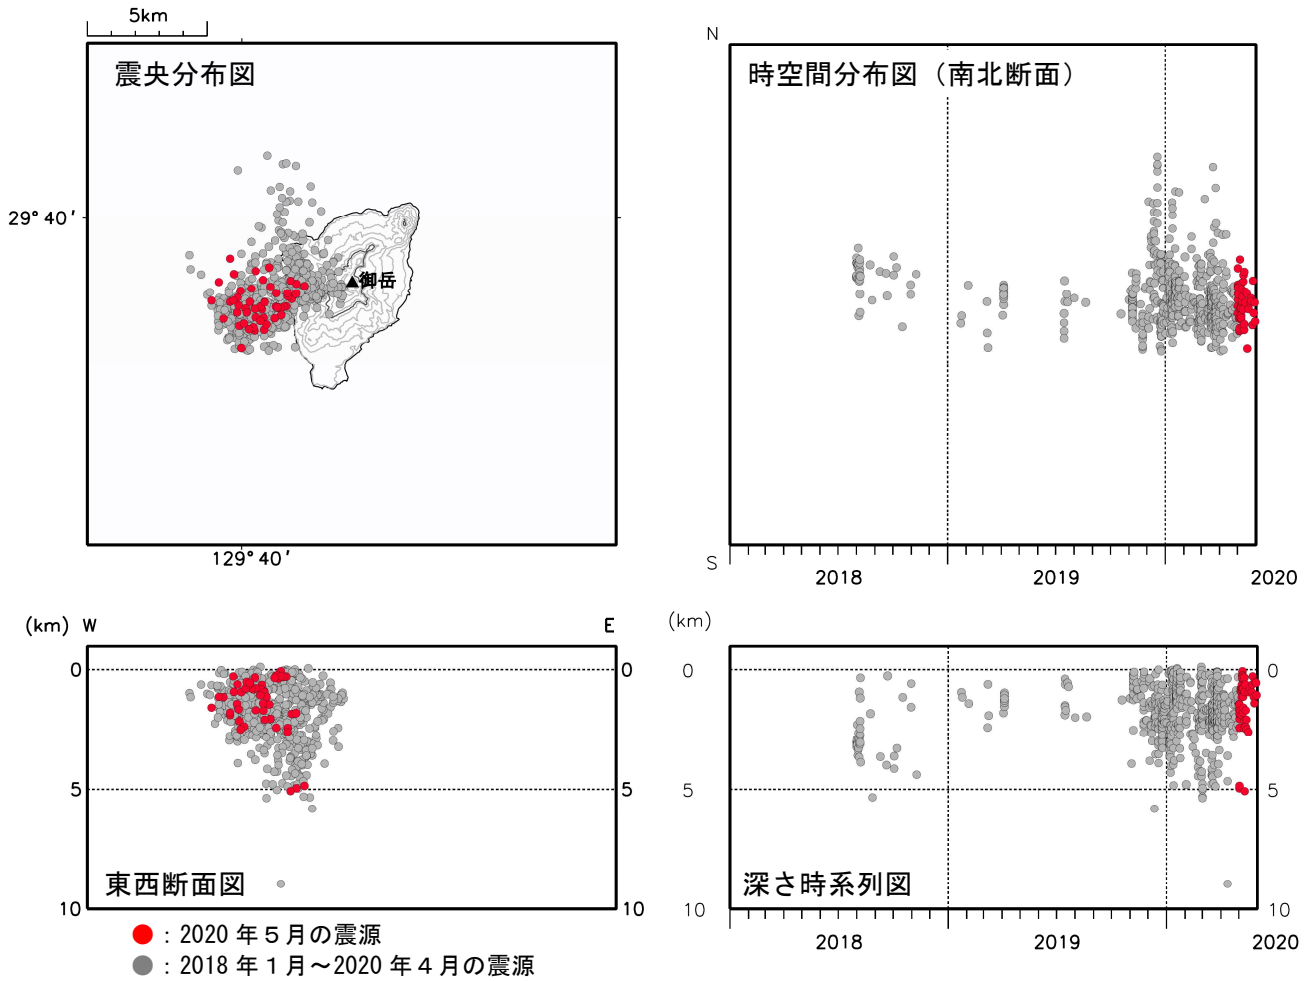 5km
震央分布図
29°40′
御岳
129°40′
N
時空間分布図（南北断面）
S
2018
2019
2020
(km) W
E
0
0
5
5
東西断面図
10
10
(km)
0
0
5
5
深さ時系列図
10
10
2018
2019
2020
：2020 年５月の震源
：2018 年１月～2020 年４月の震源